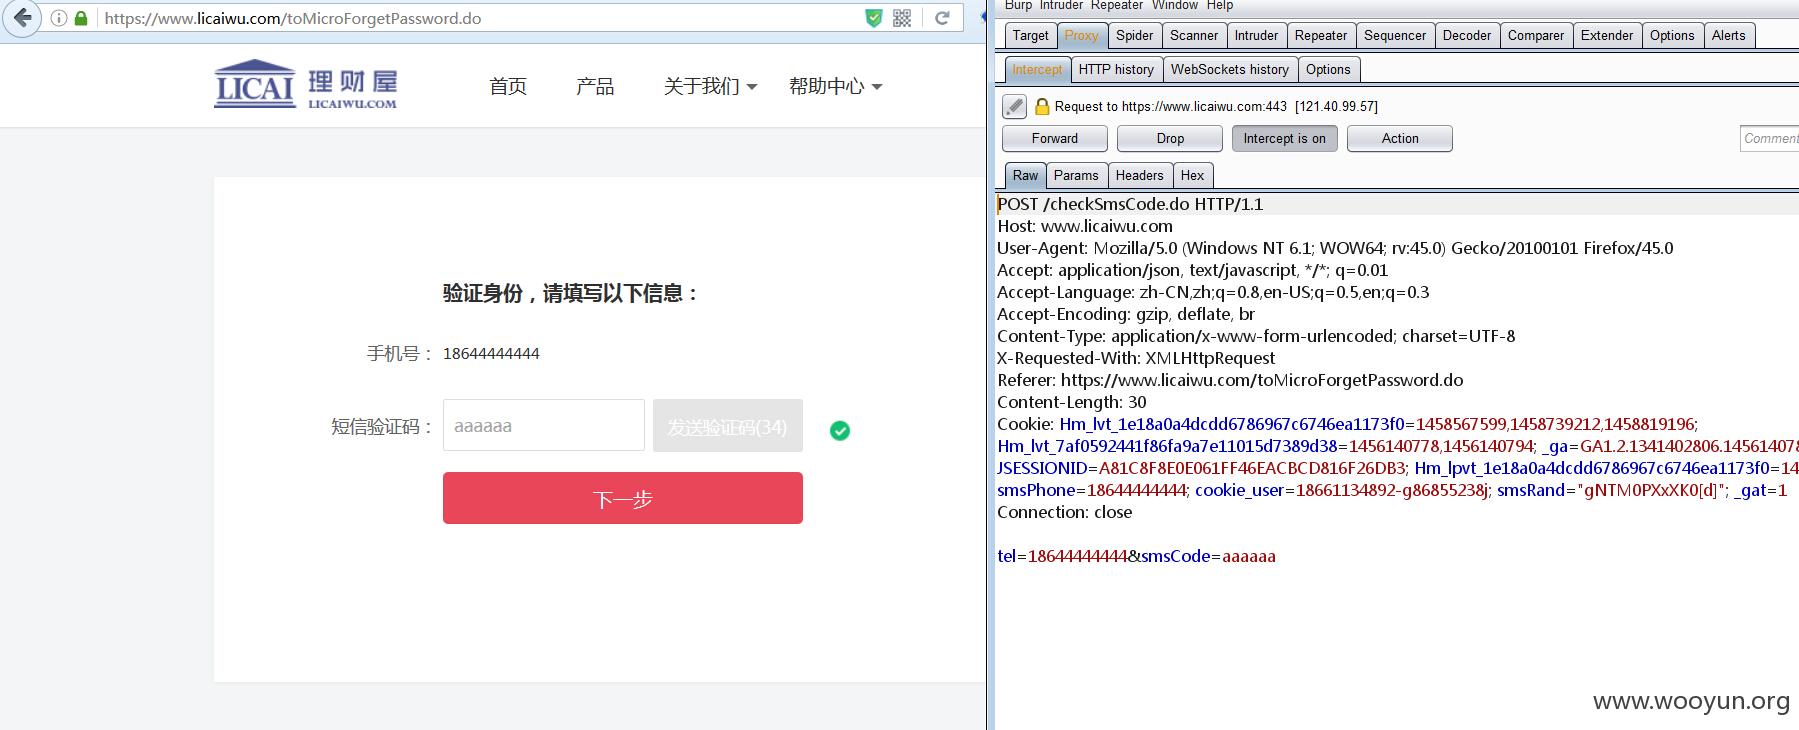 https://www.licaiwu.com/toMicroForgetPassword.do
LICAI 理财屋 LICAIWU.COM
首页 产品 关于我们 帮助中心
验证身份，请填写以下信息：
手机号： 18644444444
短信验证码： aaaaaa 发送验证码(34)
下一步
Burp Intruder Repeater Window Help
Target Proxy Spider Scanner Intruder Repeater Sequencer Decoder Comparer Extender Options Alerts
Intercept HTTP history WebSockets history Options
Request to https://www.licaiwu.com:443 [121.40.99.57]
Forward Drop Intercept is on Action Comment
Raw Params Headers Hex
POST /checkSmsCode.do HTTP/1.1
Host: www.licaiwu.com
User-Agent: Mozilla/5.0 (Windows NT 6.1; WOW64; rv:45.0) Gecko/20100101 Firefox/45.0
Accept: application/json, text/javascript, */*; q=0.01
Accept-Language: zh-CN,zh;q=0.8,en-US;q=0.5,en;q=0.3
Accept-Encoding: gzip, deflate, br
Content-Type: application/x-www-form-urlencoded; charset=UTF-8
X-Requested-With: XMLHttpRequest
Referer: https://www.licaiwu.com/toMicroForgetPassword.do
Content-Length: 30
Cookie: Hm_lvt_1e18a0a4dcdd6786967c6746ea1173f0=1458567599,1458739212,1458819196;
Hm_lvt_7af0592441f86fa9a7e11015d7389d38=1456140778,1456140794; _ga=GA1.2.1341402806.145614078
JSESSIONID=A81C8F8E0E061FF46EACBCD816F26DB3; Hm_lpvt_1e18a0a4dcdd6786967c6746ea1173f0=14
smsPhone=18644444444; cookie_user=18661134892-g86855238j; smsRand="gNTM0PXxXK0[d]"; _gat=1
Connection: close
tel=18644444444&smsCode=aaaaaa
www.wooyun.org